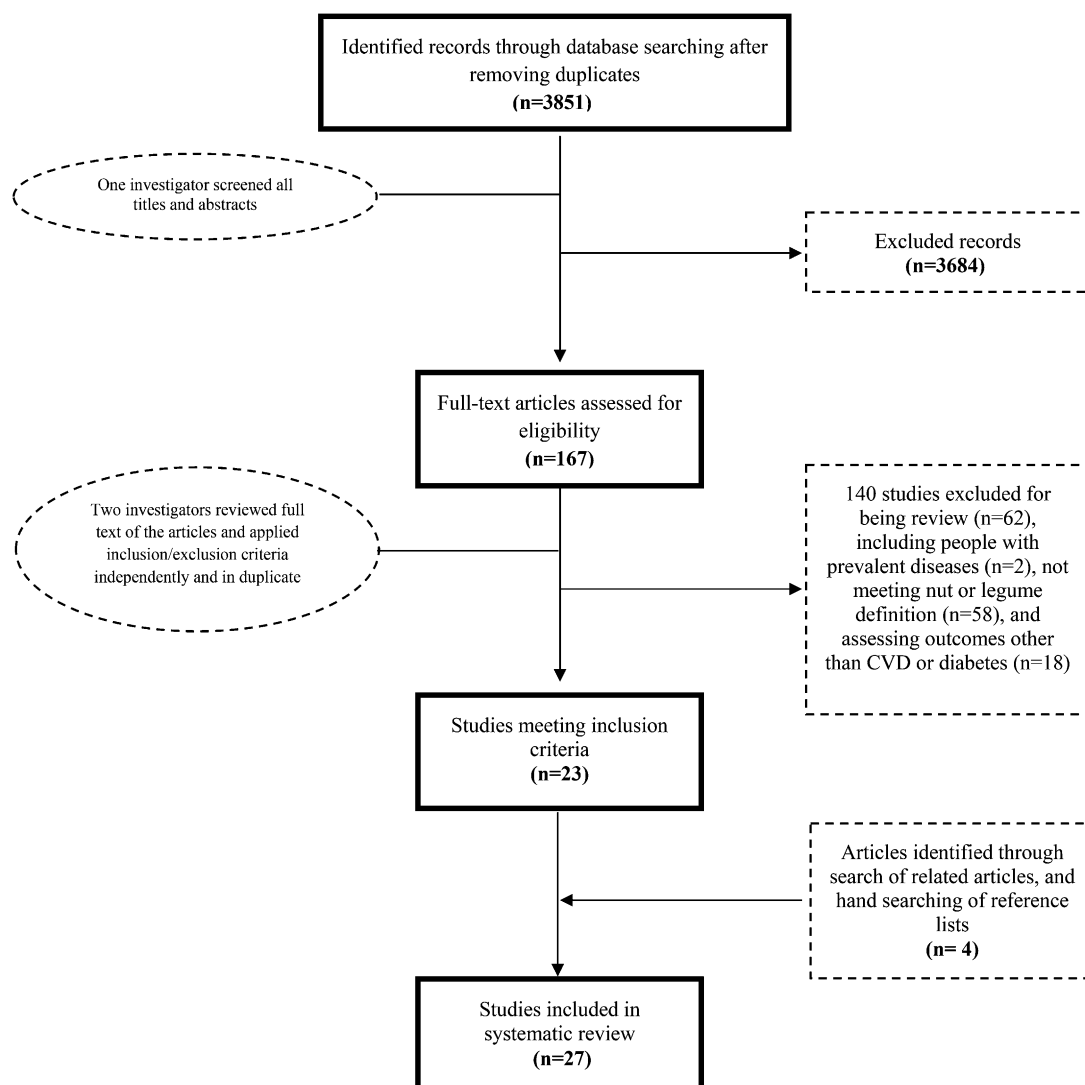 Identified records through database searching after
removing duplicates
(n=3851)
One investigator screened all
titles and abstracts
Excluded records
(n=3684)
Full-text articles assessed for
eligibility
(n=167)
Two investigators reviewed full
text of the articles and applied
inclusion/exclusion criteria
independently and in duplicate
140 studies excluded for
being review (n=62),
including people with
prevalent diseases (n=2), not
meeting nut or legume
definition (n=58), and
assessing outcomes other
than CVD or diabetes (n=18)
Studies meeting inclusion
criteria
(n=23)
Articles identified through
search of related articles, and
hand searching of reference
lists
(n= 4)
Studies included in
systematic review
(n=27)